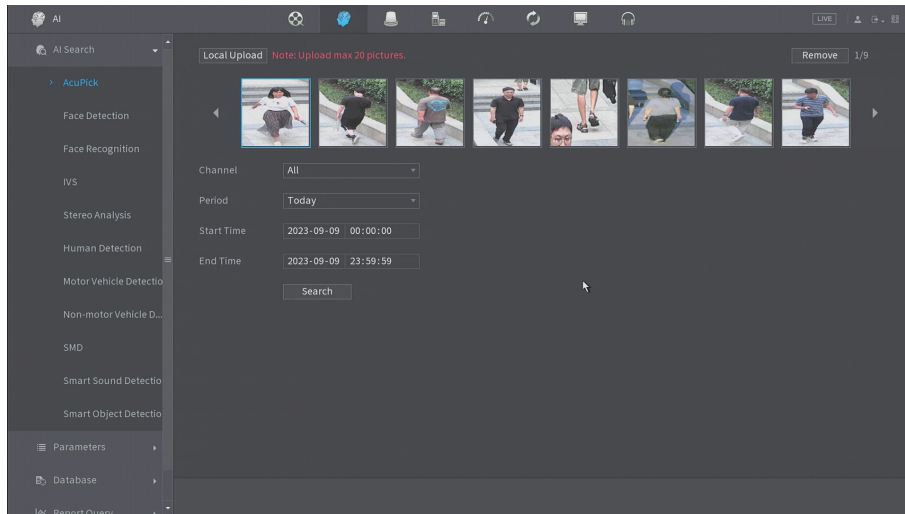 AI
LIVE
AI Search
Local Upload Note: Upload max 20 pictures.
Remove 1/9
AcuPick
Face Detection
Face Recognition
IVS
Stereo Analysis
Human Detection
Motor Vehicle Detectio
Non-motor Vehicle D...
SMD
Smart Sound Detectio
Smart Object Detectio
Parameters
Database
Report Query
Channel All
Period Today
Start Time 2023-09-09 00:00:00
End Time 2023-09-09 23:59:59
Search